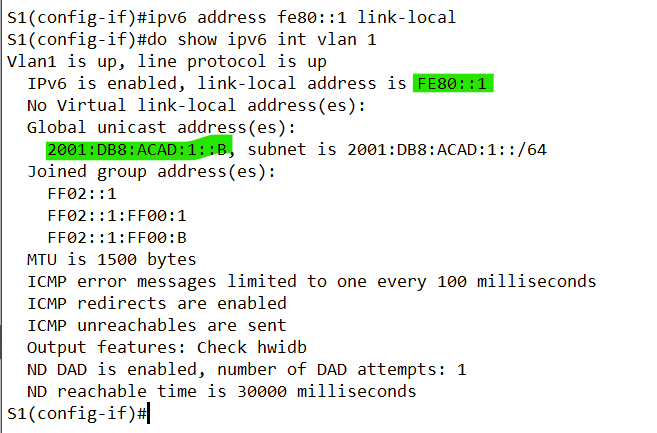 S1(config-if)#ipv6 address fe80::1 link-local
S1(config-if)#do show ipv6 int vlan 1
Vlan1 is up, line protocol is up
  IPv6 is enabled, link-local address is FE80::1
  No Virtual link-local address(es):
  Global unicast address(es):
    2001:DB8:ACAD:1::B, subnet is 2001:DB8:ACAD:1::/64
  Joined group address(es):
    FF02::1
    FF02::1:FF00:1
    FF02::1:FF00:B
  MTU is 1500 bytes
  ICMP error messages limited to one every 100 milliseconds
  ICMP redirects are enabled
  ICMP unreachables are sent
  Output features: Check hwidb
  ND DAD is enabled, number of DAD attempts: 1
  ND reachable time is 30000 milliseconds
S1(config-if)#